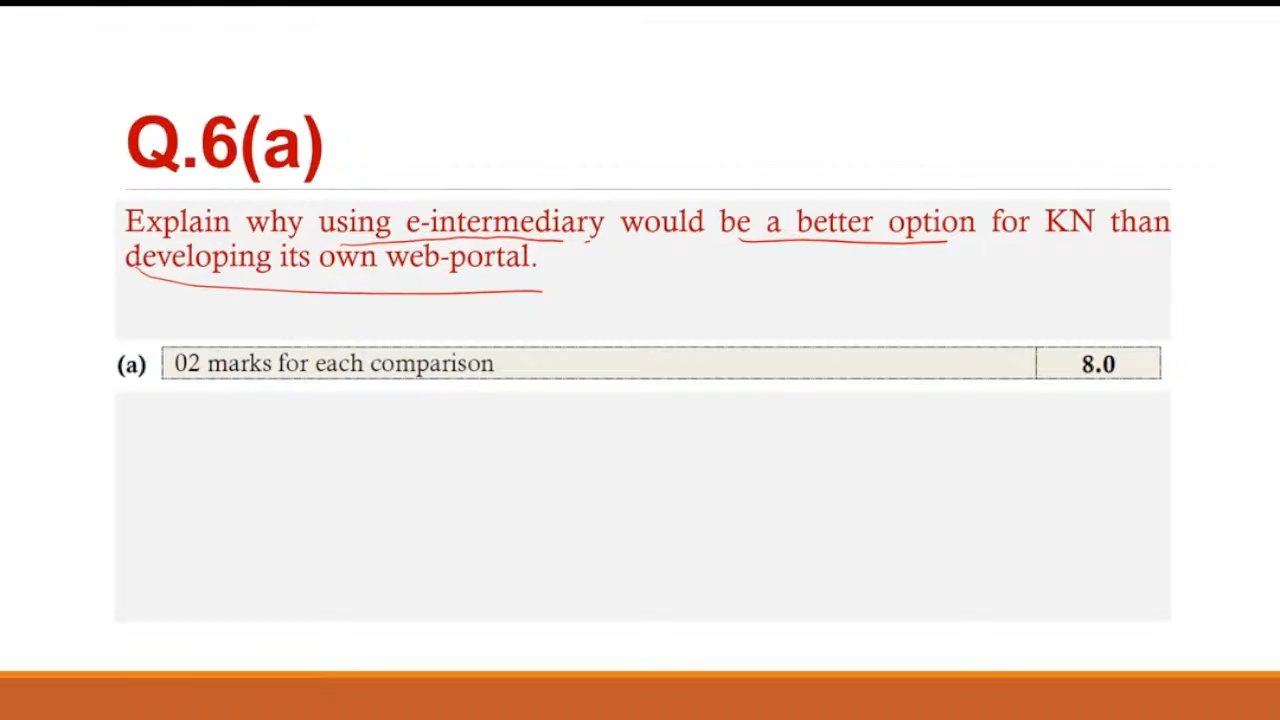 Q.6(a)
Explain why using e-intermediary would be a better option for KN than
developing its own web-portal.
(a) 02 marks for each comparison 8.0